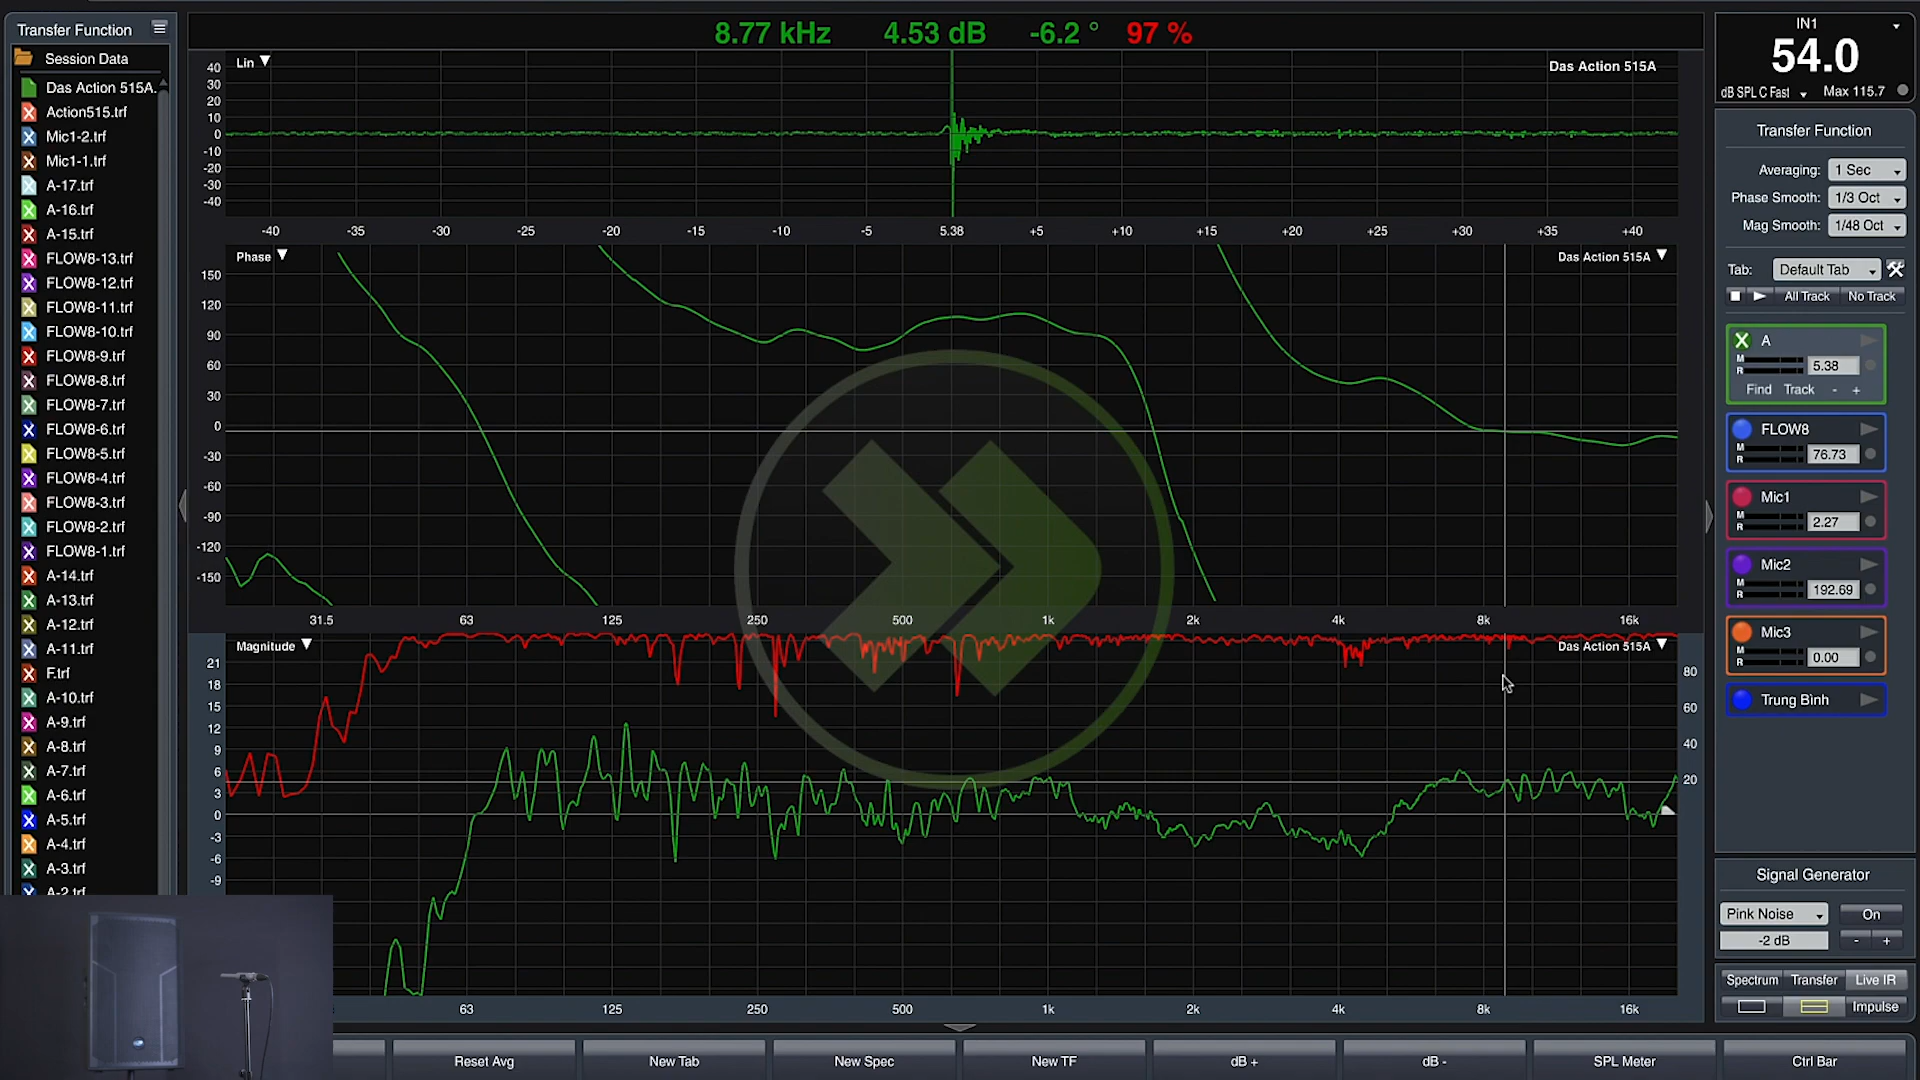 Transfer Function
Session Data
Das Action 515A.
Action515.trf
Mic1-2.trf
Mic1-1.trf
A-17.trf
A-16.trf
A-15.trf
FLOW8-13.trf
FLOW8-12.trf
FLOW8-11.trf
FLOW8-10.trf
FLOW8-9.trf
FLOW8-8.trf
FLOW8-7.trf
FLOW8-6.trf
FLOW8-5.trf
FLOW8-4.trf
FLOW8-3.trf
FLOW8-2.trf
FLOW8-1.trf
A-14.trf
A-13.trf
A-12.trf
A-11.trf
F.trf
A-10.trf
A-9.trf
A-8.trf
A-7.trf
A-6.trf
A-5.trf
A-4.trf
A-3.trf
A-2.trf
8.77 kHz 4.53 dB -6.2 ° 97 %
Lin
Das Action 515A
40
30
20
10
0
-10
-20
-30
-40
-40 -35 -30 -25 -20 -15 -10 -5 5.38 +5 +10 +15 +20 +25 +30 +35 +40
Phase
Das Action 515A
150
120
90
60
30
0
-30
-60
-90
-120
-150
31.5 63 125 250 500 1k 2k 4k 8k 16k
Magnitude
Das Action 515A
21
18
15
12
9
6
3
0
-3
-6
-9
80
60
40
20
63 125 250 500 1k 2k 4k 8k 16k
Reset Avg
New Tab
New Spec
New TF
dB +
dB -
SPL Meter
Ctrl Bar
IN1
54.0
dB SPL C Fast Max 115.7
Transfer Function
Averaging: 1 Sec
Phase Smooth: 1/3 Oct
Mag Smooth: 1/48 Oct
Tab: Default Tab
All Track No Track
A
M
R
5.38
Find Track - +
FLOW8
M
R
76.73
Mic1
M
R
2.27
Mic2
M
R
192.69
Mic3
M
R
0.00
Trung Bình
Signal Generator
Pink Noise On
-2 dB - +
Spectrum Transfer Live IR
Impulse